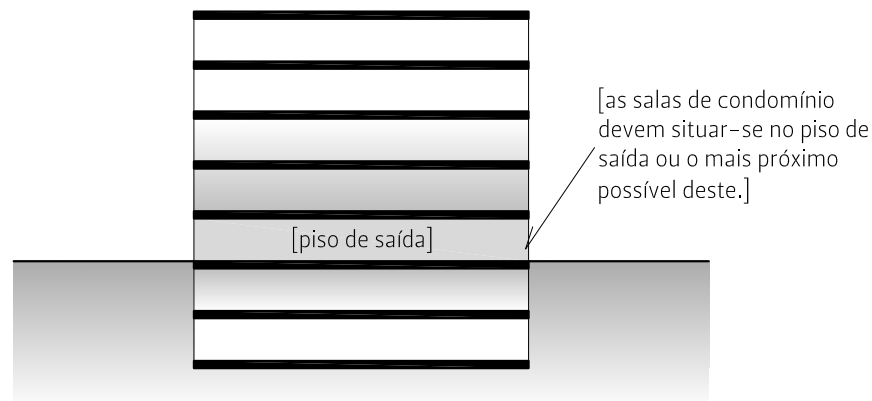 [as salas de condomínio
devem situar-se no piso de
saída ou o mais próximo
possível deste.]
[piso de saída]